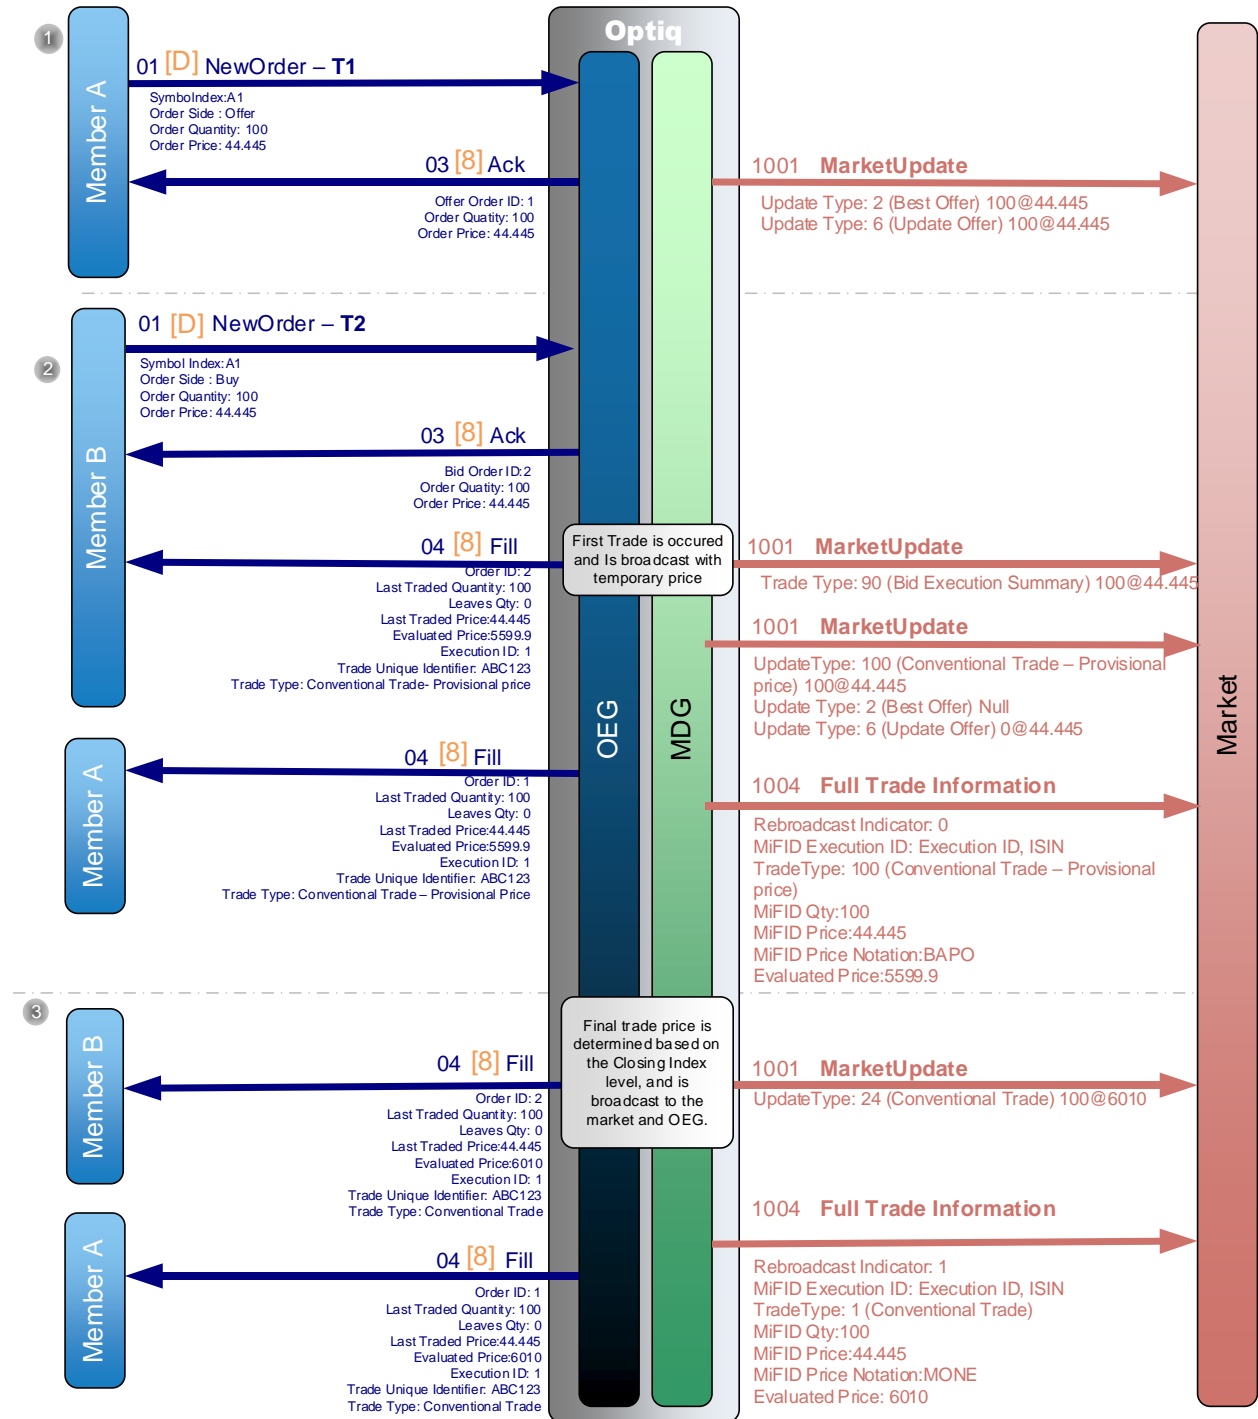 Optiq
1
Member A
01 [D] NewOrder – T1
SymbolIndex:A1
Order Side : Offer
Order Quantity: 100
Order Price: 44.445
03 [8] Ack
Offer Order ID: 1
Order Quatity: 100
Order Price: 44.445
1001 MarketUpdate
Update Type: 2 (Best Offer) 100@44.445
Update Type: 6 (Update Offer) 100@44.445
2
Member B
01 [D] NewOrder – T2
Symbol Index:A1
Order Side : Buy
Order Quantity: 100
Order Price: 44.445
03 [8] Ack
Bid Order ID:2
Order Quatity: 100
Order Price: 44.445
04 [8] Fill
Order ID: 2
Last Traded Quantity: 100
Leaves Qty: 0
Last Traded Price:44.445
Evaluated Price:5599.9
Execution ID: 1
Trade Unique Identifier: ABC123
Trade Type: Conventional Trade- Provisional price
First Trade is occured
and Is broadcast with
temporary price
1001 MarketUpdate
Trade Type: 90 (Bid Execution Summary) 100@44.445
1001 MarketUpdate
UpdateType: 100 (Conventional Trade – Provisional
price) 100@44.445
Update Type: 2 (Best Offer) Null
Update Type: 6 (Update Offer) 0@44.445
OEG
MDG
Market
Member A
04 [8] Fill
Order ID: 1
Last Traded Quantity: 100
Leaves Qty: 0
Last Traded Price:44.445
Evaluated Price:5599.9
Execution ID: 1
Trade Unique Identifier: ABC123
Trade Type: Conventional Trade – Provisional Price
1004 Full Trade Information
Rebroadcast Indicator: 0
MiFID Execution ID: Execution ID, ISIN
TradeType: 100 (Conventional Trade – Provisional
price)
MiFID Qty:100
MiFID Price:44.445
MiFID Price Notation:BAPO
Evaluated Price:5599.9
3
Member B
04 [8] Fill
Order ID: 2
Last Traded Quantity: 100
Leaves Qty: 0
Last Traded Price:44.445
Evaluated Price:6010
Execution ID: 1
Trade Unique Identifier: ABC123
Trade Type: Conventional Trade
Final trade price is
determined based on
the Closing Index
level, and is
broadcast to the
market and OEG.
1001 MarketUpdate
UpdateType: 24 (Conventional Trade) 100@6010
Member A
04 [8] Fill
Order ID: 1
Last Traded Quantity: 100
Leaves Qty: 0
Last Traded Price:44.445
Evaluated Price:6010
Execution ID: 1
Trade Unique Identifier: ABC123
Trade Type: Conventional Trade
1004 Full Trade Information
Rebroadcast Indicator: 1
MiFID Execution ID: Execution ID, ISIN
TradeType: 1 (Conventional Trade)
MiFID Qty:100
MiFID Price:44.445
MiFID Price Notation:MONE
Evaluated Price: 6010